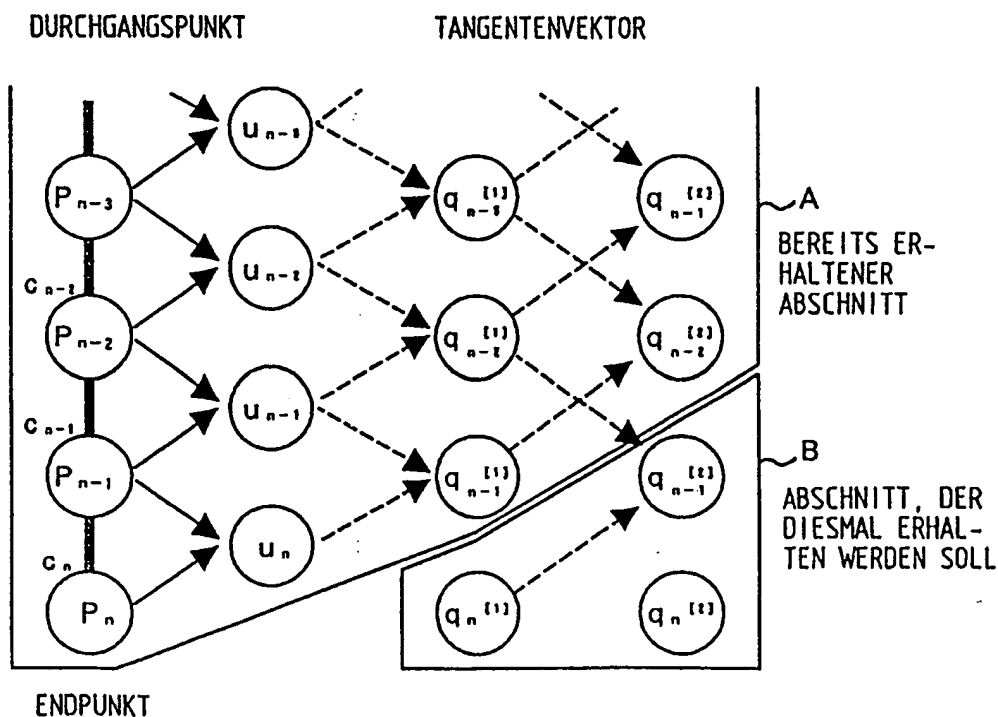 DURCHGANGSPUNKT
TANGENTENVEKTOR
u n-3
P n-3
q n-3 [1]
q n-1 [2]
A
BEREITS ER-
HALTENER
ABSCHNITT
u n-2
C n-2
P n-2
q n-2 [1]
q n-2 [2]
u n-1
C n-1
P n-1
q n-1 [1]
q n-1 [2]
B
ABSCHNITT, DER
DIESMAL ERHAL-
TEN WERDEN SOLL
u n
C n
P n
q n [1]
q n [2]
ENDPUNKT